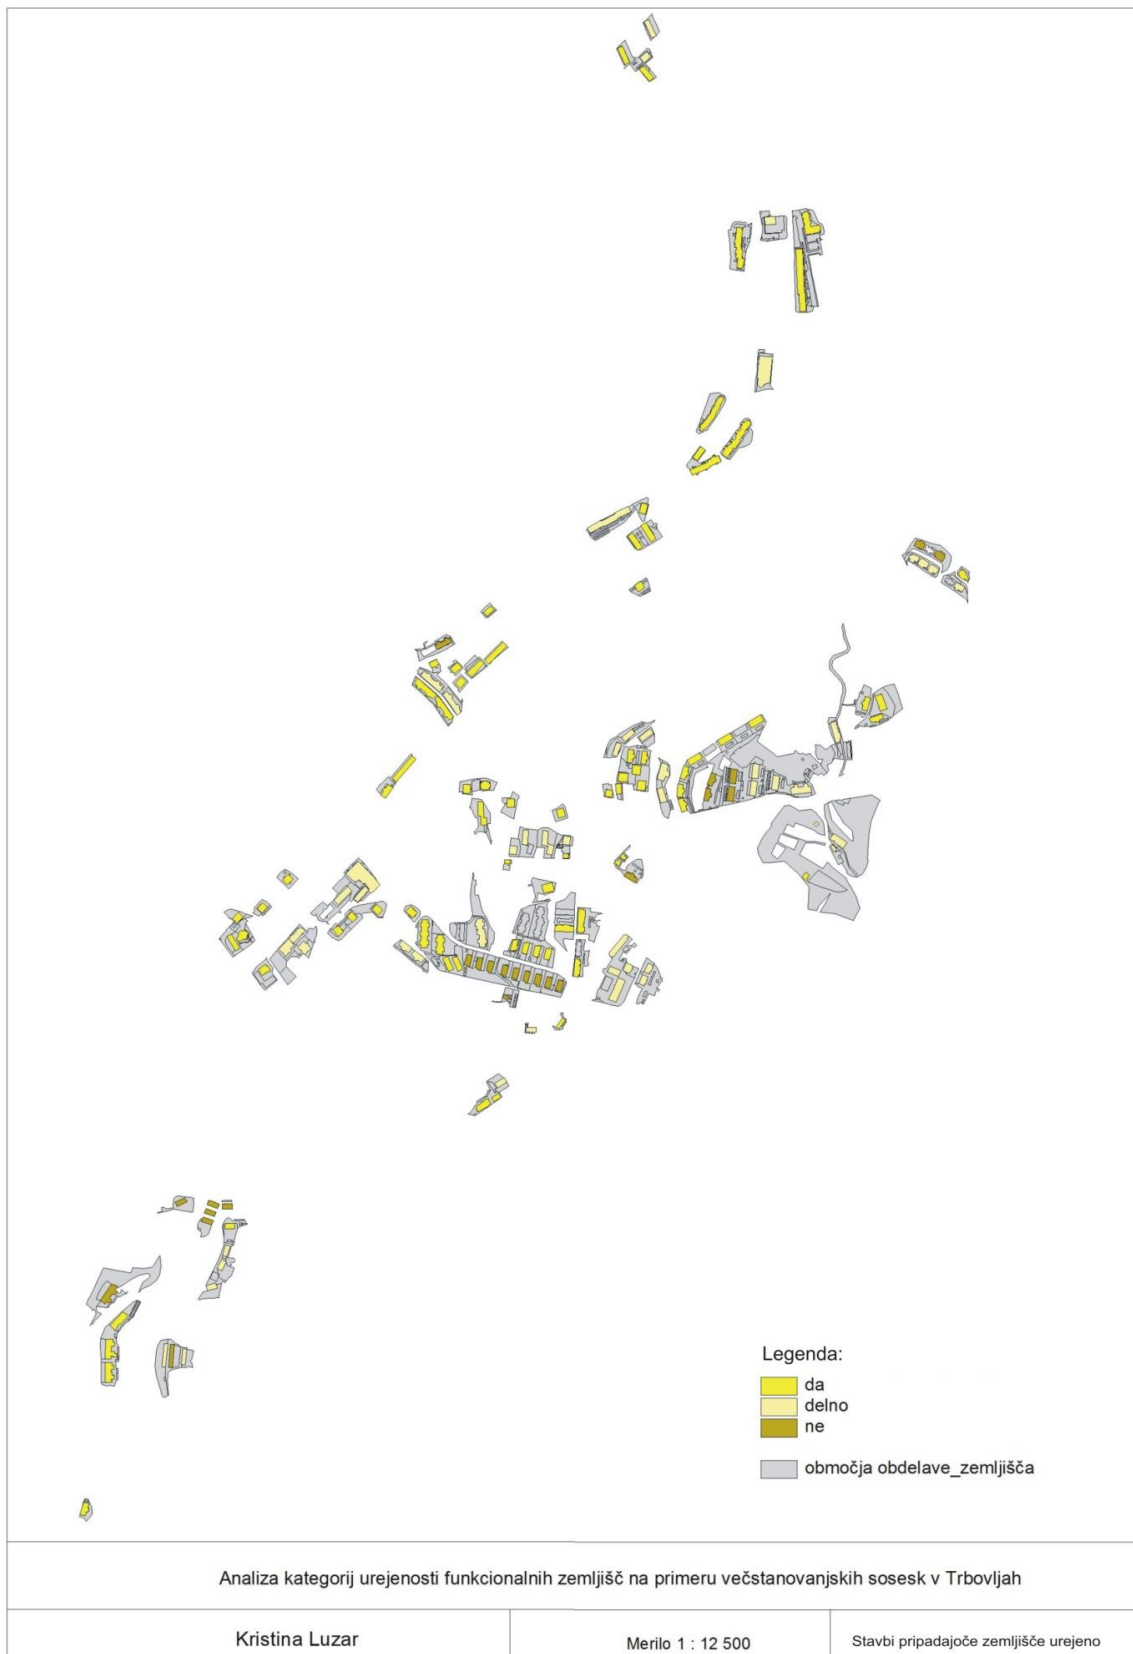 Legenda:
da
delno
ne
območja obdelave_zemljišča
Analiza kategorij urejenosti funkcionalnih zemljišč na primeru večstanovanjskih sosesk v Trbovljah
Kristina Luzar
Merilo 1 : 12 500
Stavbi pripadajoče zemljišče urejeno